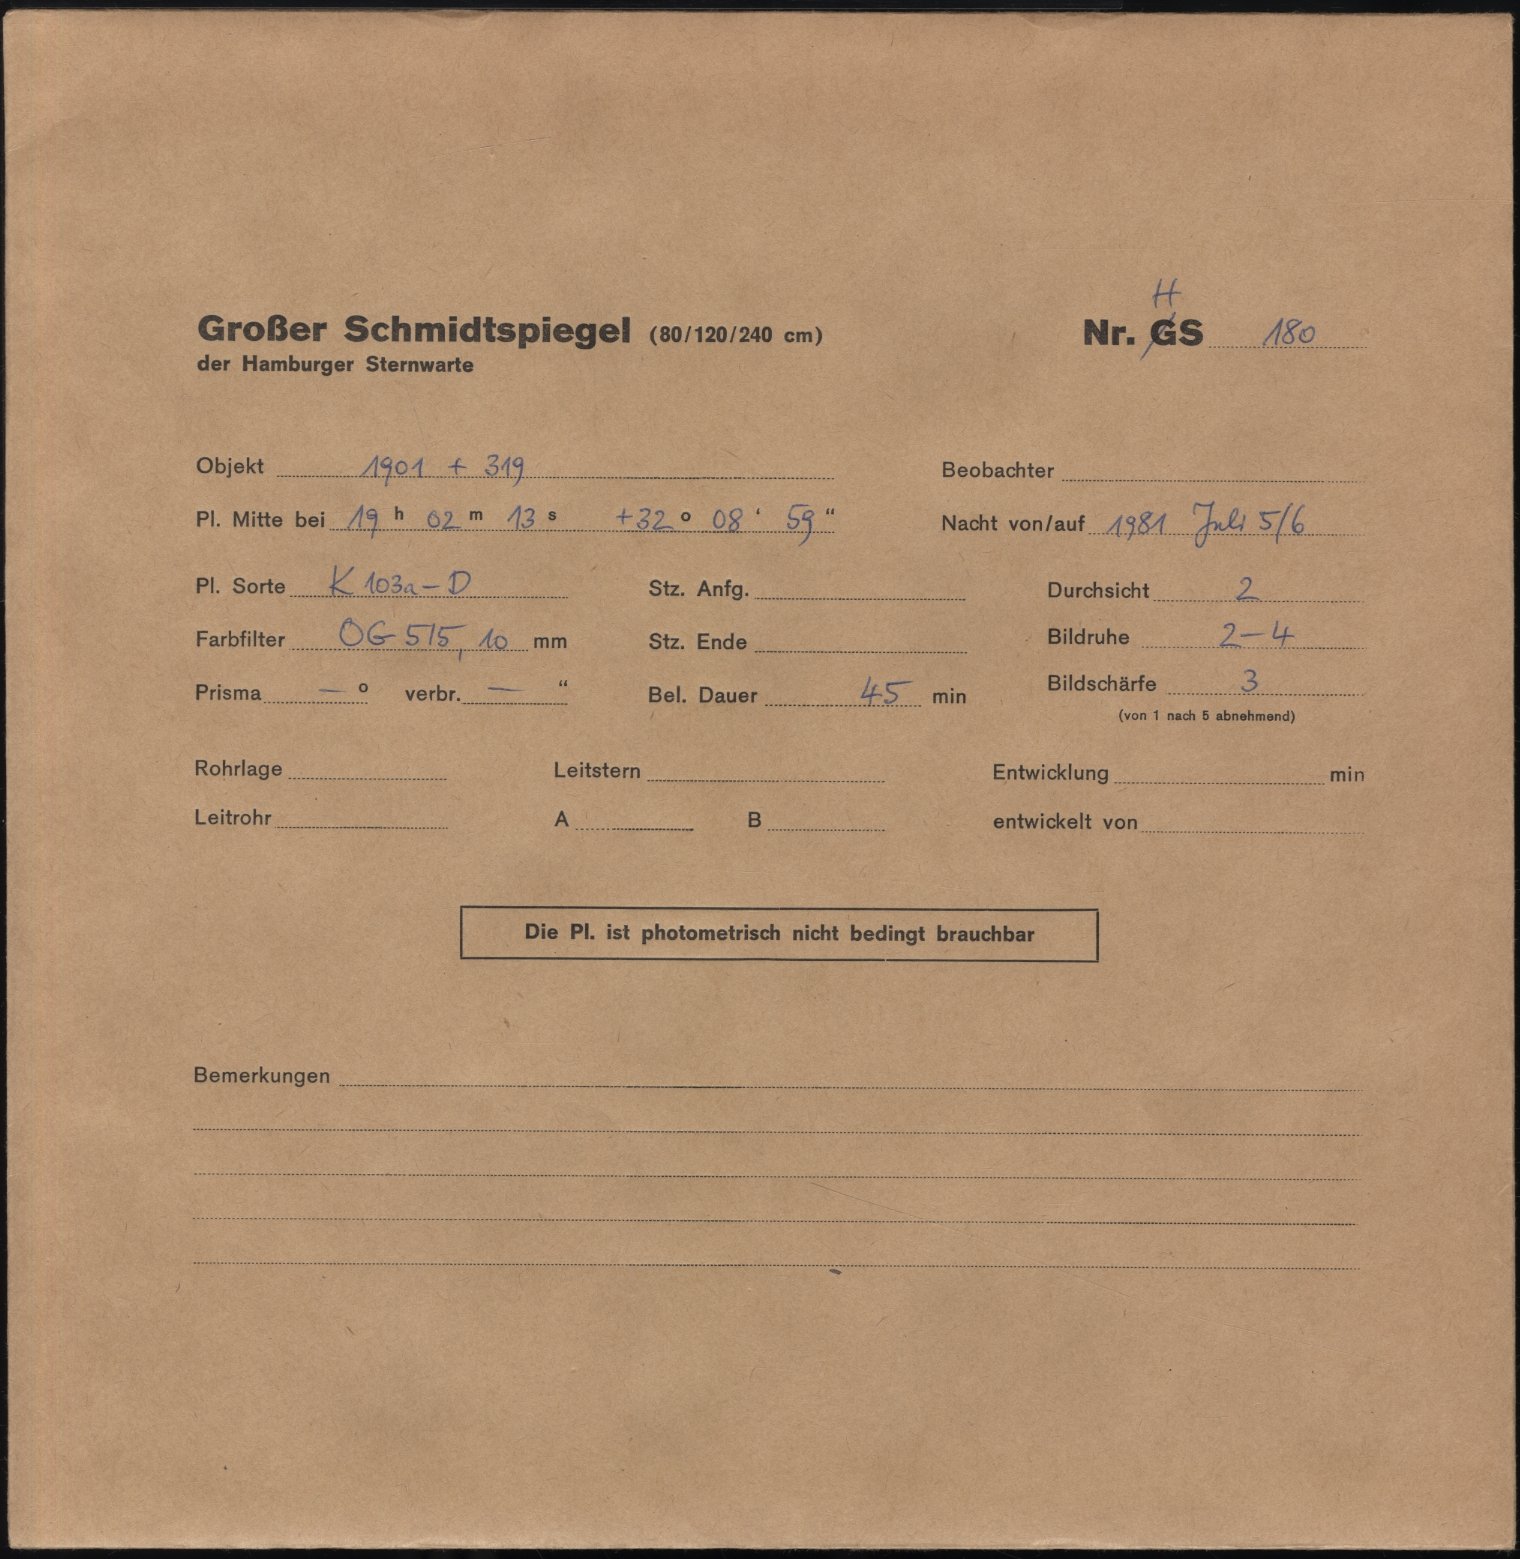 H
Großer Schmidtspiegel (80/120/240 cm) Nr. GS 180
der Hamburger Sternwarte
Objekt 1901 + 319 Beobachter
Pl. Mitte bei 19 h 02 m 13 s +32 o 08 ‘ 59 “ Nacht von/auf 1981 Juli 5/6
Pl. Sorte K 103a–D Stz. Anfg. Durchsicht 2
Farbfilter OG 515, 10 mm Stz. Ende Bildruhe 2–4
Prisma — o verbr. — “ Bel. Dauer 45 min Bildschärfe 3
(von 1 nach 5 abnehmend)
Rohrlage Leitstern Entwicklung min
Leitrohr A B entwickelt von
Die Pl. ist photometrisch nicht bedingt brauchbar
Bemerkungen